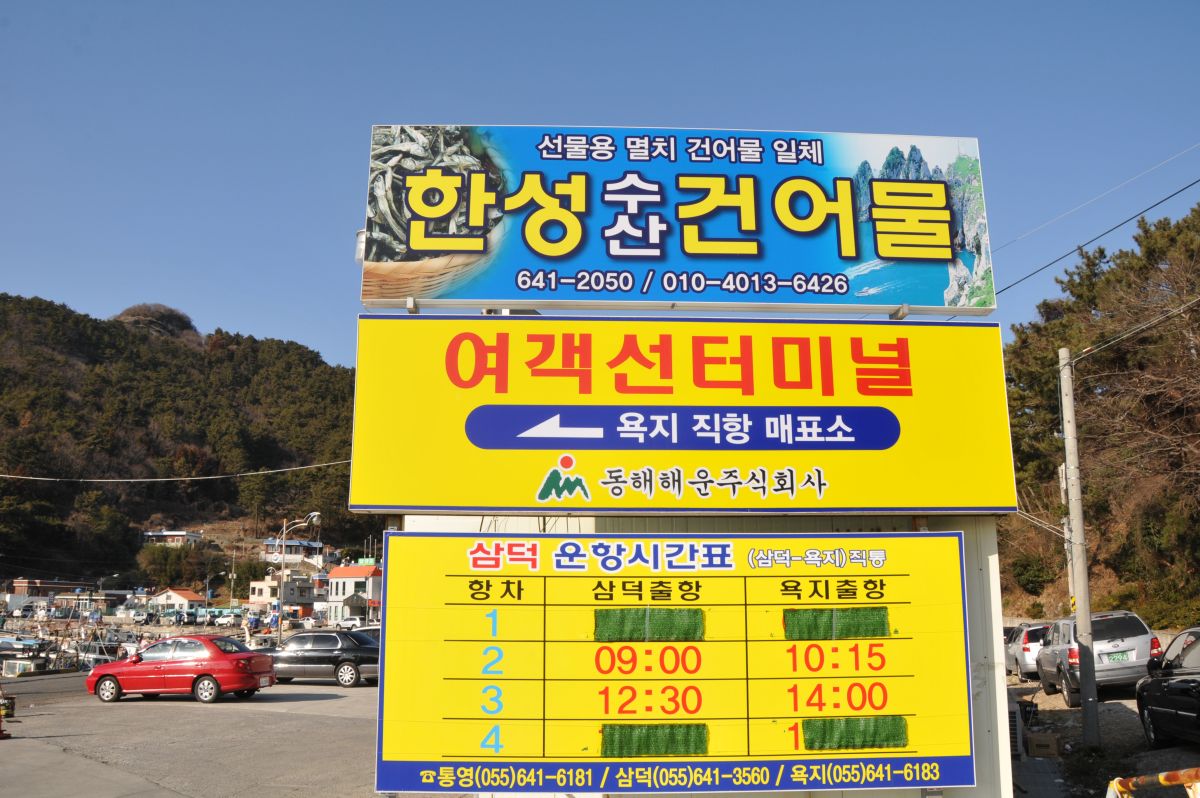 선물용 멸치 건어물 일체
한성수산건어물
641-2050 / 010-4013-6426
여객선터미널
욕지 직항 매표소
동해해운주식회사
삼덕 운항시간표 (삼덕-욕지)직통
항차 삼덕출항 욕지출항
1
2 09:00 10:15
3 12:30 14:00
4 1
☎통영(055)641-6181 / 삼덕(055)641-3560 / 욕지(055)641-6183